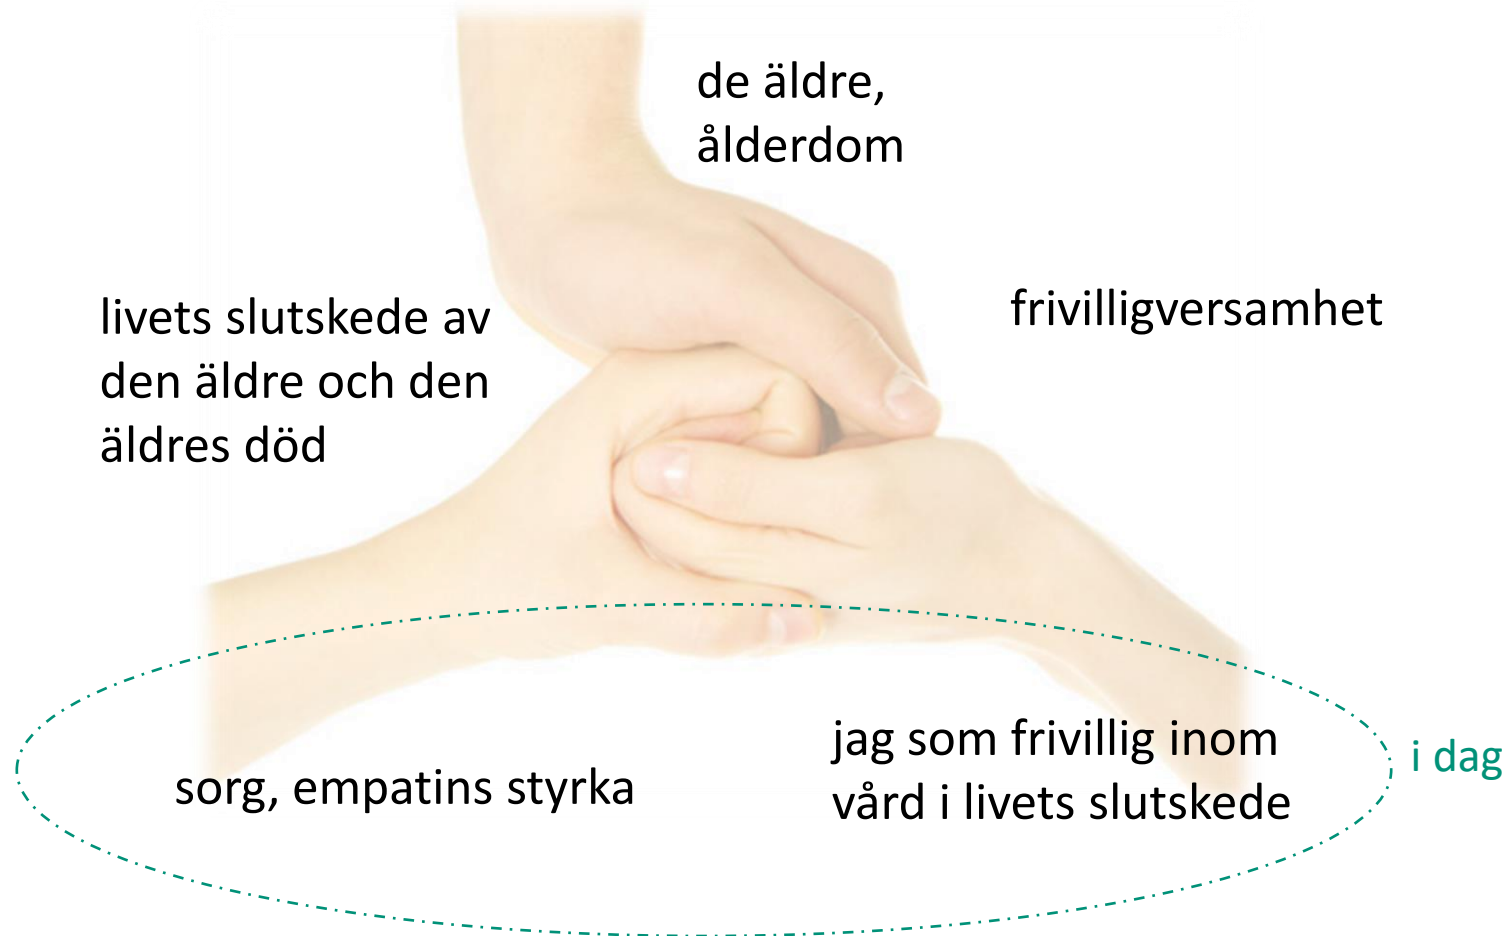 de äldre,
ålderdom
livets slutskede av
den äldre och den
äldres död
frivilligversamhet
sorg, empatins styrka
jag som frivillig inom
vård i livets slutskede
i dag